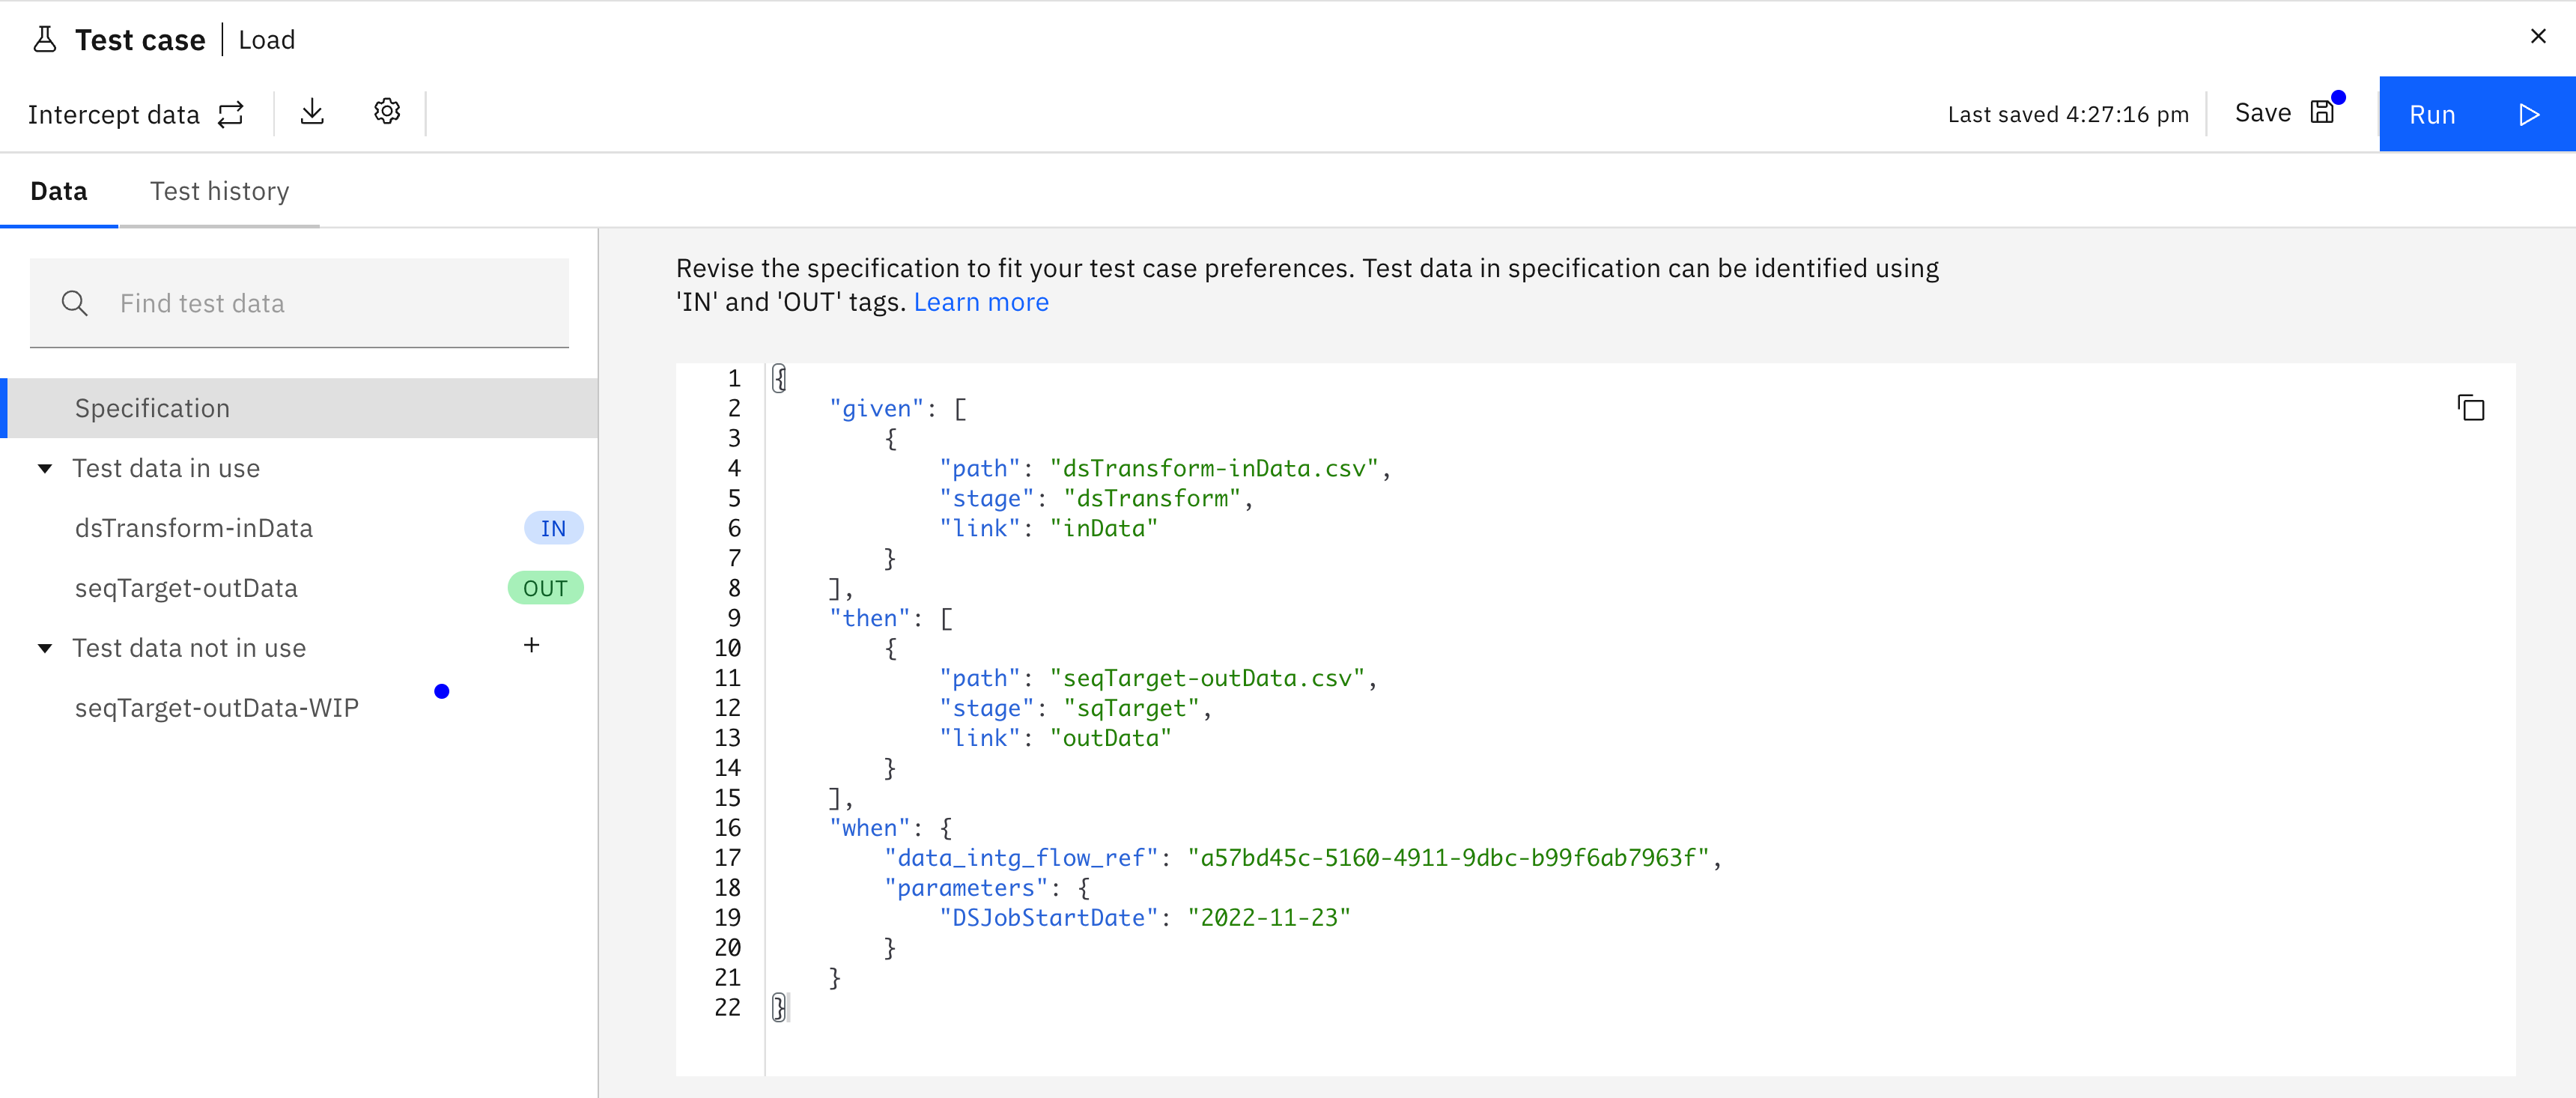 Test case | Load
Intercept data
Last saved 4:27:16 pm
Save
Run
Data
Test history
Find test data
Specification
Test data in use
dsTransform-inData
IN
seqTarget-outData
OUT
Test data not in use
+
seqTarget-outData-WIP
Revise the specification to fit your test case preferences. Test data in specification can be identified using
'IN' and 'OUT' tags. Learn more
1 {
2 "given": [
3 {
4 "path": "dsTransform-inData.csv",
5 "stage": "dsTransform",
6 "link": "inData"
7 }
8 ],
9 "then": [
10 {
11 "path": "seqTarget-outData.csv",
12 "stage": "sqTarget",
13 "link": "outData"
14 }
15 ],
16 "when": {
17 "data_intg_flow_ref": "a57bd45c-5160-4911-9dbc-b99f6ab7963f",
18 "parameters": {
19 "DSJobStartDate": "2022-11-23"
20 }
21 }
22 }